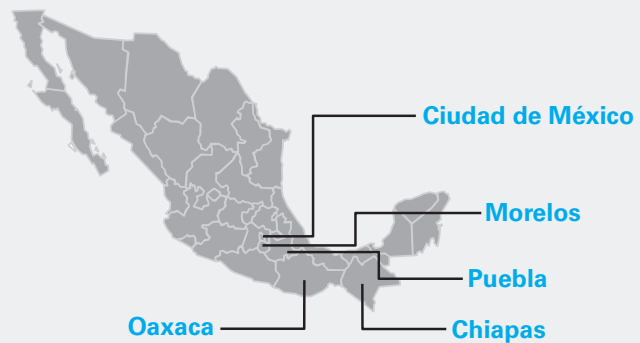 Ciudad de México
Morelos
Puebla
Oaxaca
Chiapas